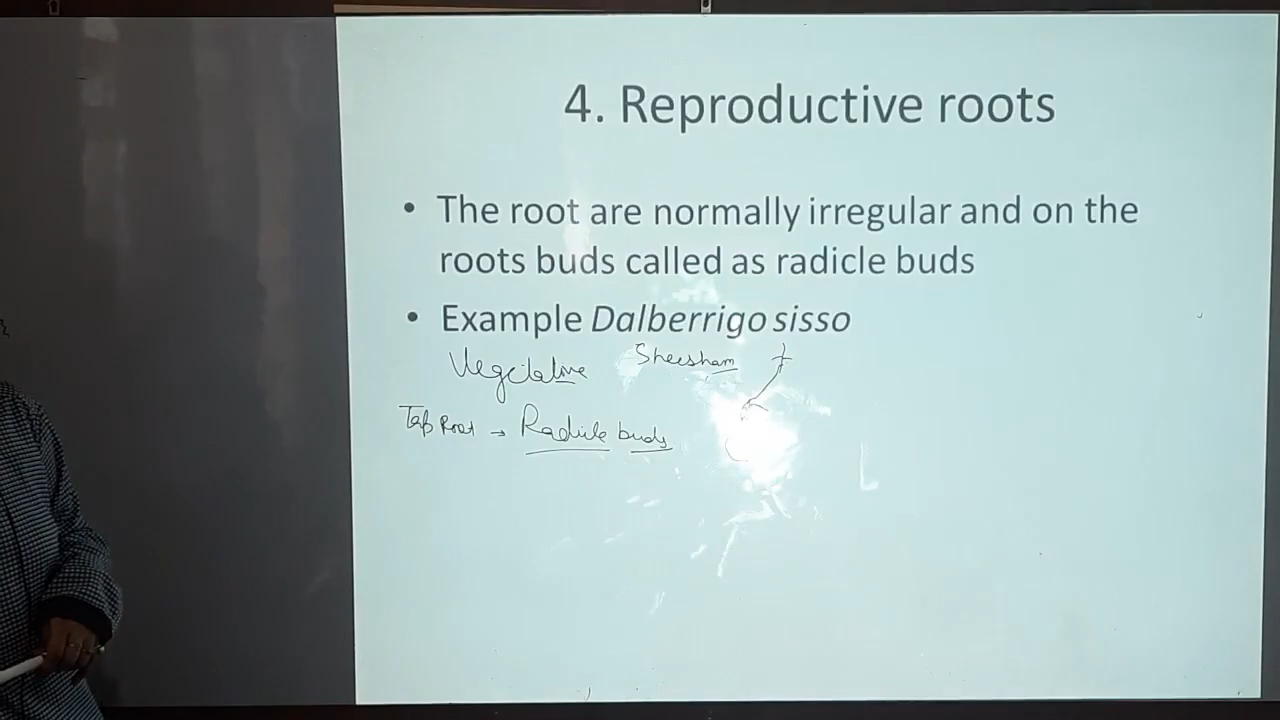 4. Reproductive roots
• The root are normally irregular and on the
roots buds called as radicle buds
• Example Dalberrigo sisso
Vegetative Sheesham
Tap Root → Radicle buds